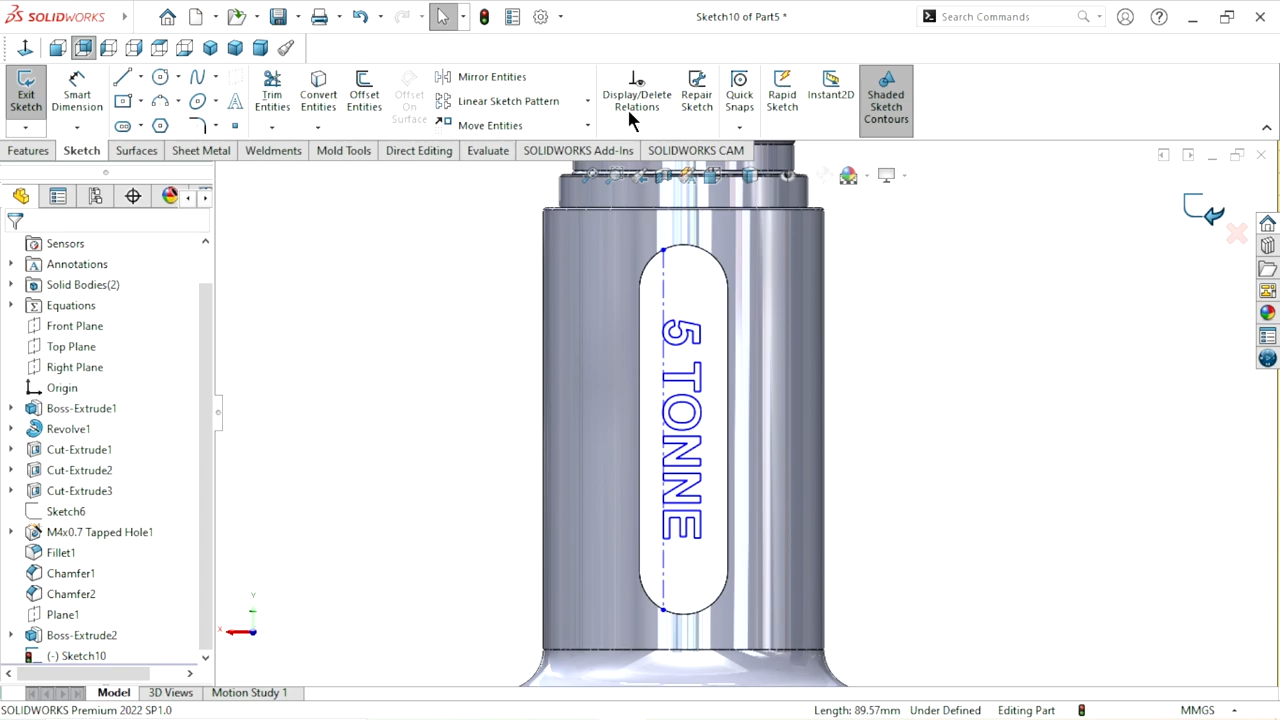 SOLIDWORKS
Sketch10 of Part5 *
Search Commands
Exit Sketch
Smart Dimension
Trim Entities
Convert Entities
Offset Entities
Offset On Surface
Mirror Entities
Linear Sketch Pattern
Move Entities
Display/Delete Relations
Repair Sketch
Quick Snaps
Rapid Sketch
Instant2D
Shaded Sketch Contours
Features
Sketch
Surfaces
Sheet Metal
Weldments
Mold Tools
Direct Editing
Evaluate
SOLIDWORKS Add-Ins
SOLIDWORKS CAM
Sensors
Annotations
Solid Bodies(2)
Equations
Front Plane
Top Plane
Right Plane
Origin
Boss-Extrude1
Revolve1
Cut-Extrude1
Cut-Extrude2
Cut-Extrude3
Sketch6
M4x0.7 Tapped Hole1
Fillet1
Chamfer1
Chamfer2
Plane1
Boss-Extrude2
(-) Sketch10
5 TONNE
Y
X
Model
3D Views
Motion Study 1
SOLIDWORKS Premium 2022 SP1.0
Length: 89.57mm
Under Defined
Editing Part
MMGS